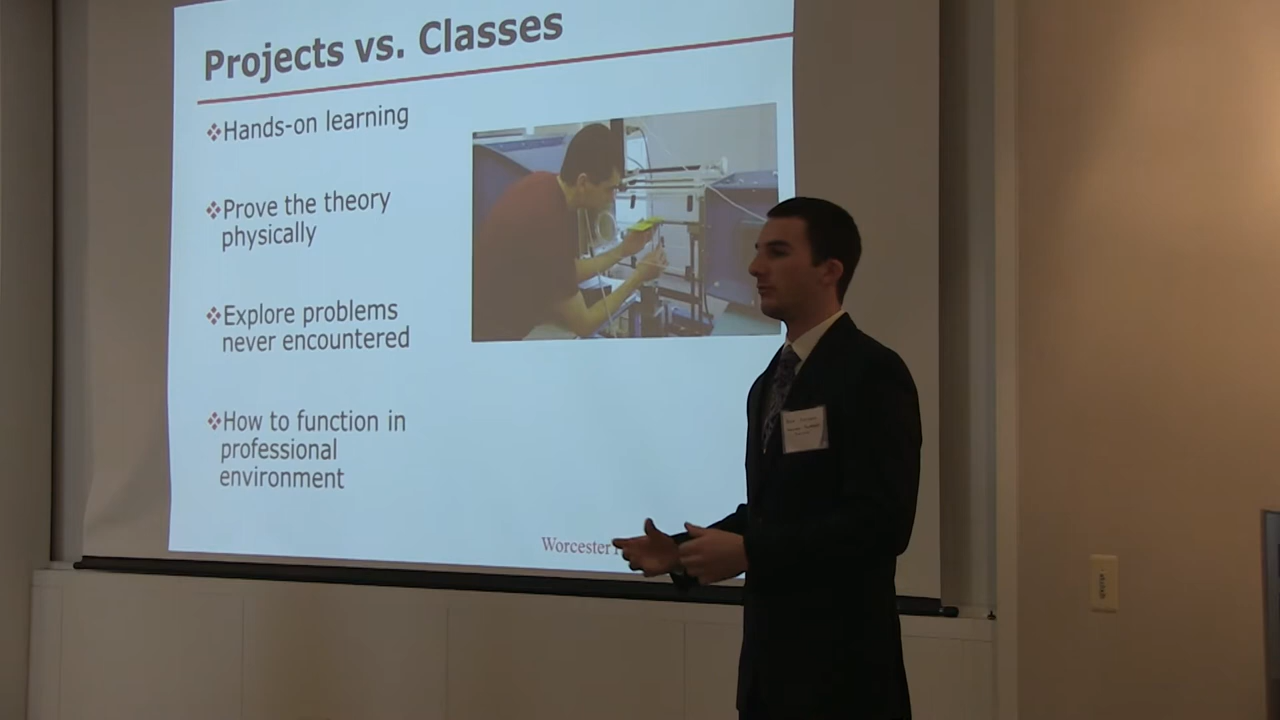 Projects vs. Classes
❖Hands-on learning
❖Prove the theory
physically
❖Explore problems
never encountered
❖How to function in
professional
environment
Worcester